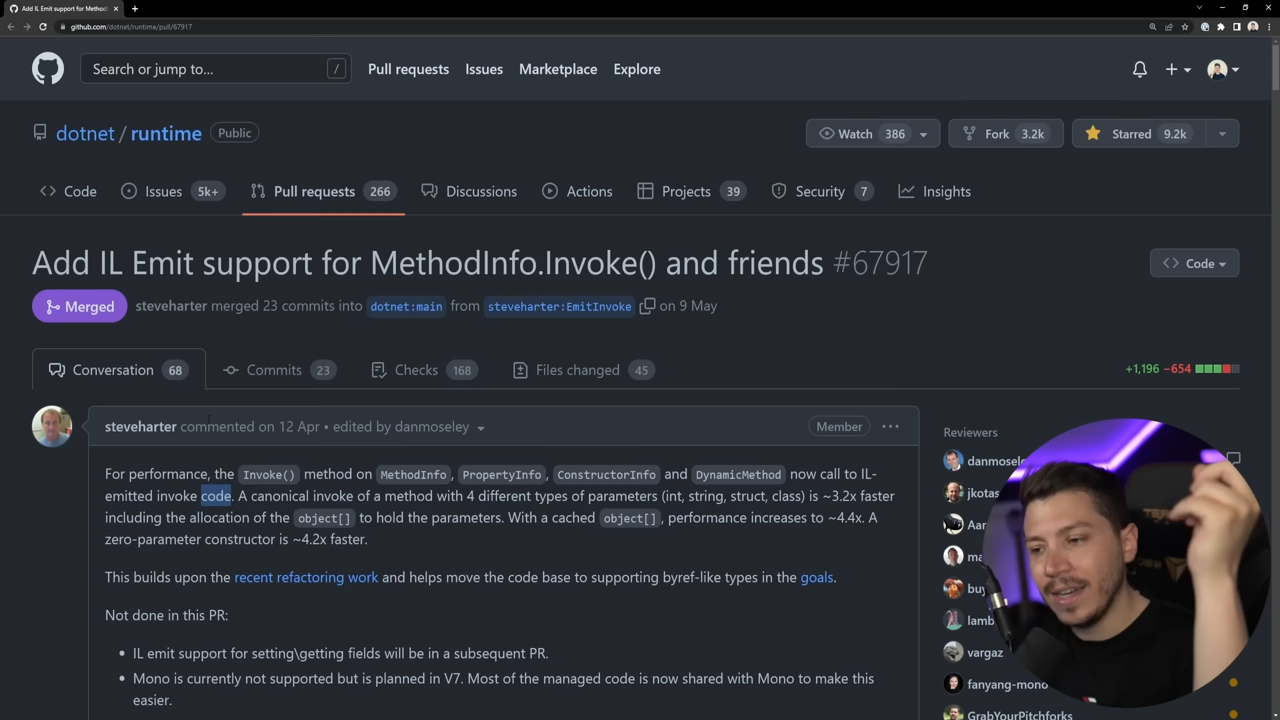 Add IL Emit support for Method
github.com/dotnet/runtime/pull/67917
Search or jump to...
/
Pull requests
Issues
Marketplace
Explore
dotnet / runtime
Public
Watch 386
Fork 3.2k
Starred 9.2k
Code
Issues 5k+
Pull requests 266
Discussions
Actions
Projects 39
Security 7
Insights
Add IL Emit support for MethodInfo.Invoke() and friends #67917
Code
Merged
steveharter merged 23 commits into dotnet:main from steveharter:EmitInvoke on 9 May
Conversation 68
Commits 23
Checks 168
Files changed 45
+1,196 −654
steveharter commented on 12 Apr • edited by danmoseley
Member
For performance, the Invoke() method on MethodInfo, PropertyInfo, ConstructorInfo and DynamicMethod now call to IL-
emitted invoke code. A canonical invoke of a method with 4 different types of parameters (int, string, struct, class) is ~3.2x faster
including the allocation of the object[] to hold the parameters. With a cached object[], performance increases to ~4.4x. A
zero-parameter constructor is ~4.2x faster.
This builds upon the recent refactoring work and helps move the code base to supporting byref-like types in the goals.
Not done in this PR:
IL emit support for setting\getting fields will be in a subsequent PR.
Mono is currently not supported but is planned in V7. Most of the managed code is now shared with Mono to make this
easier.
Reviewers
danmosele
jkotas
Aar
ma
buy
lamb
vargaz
fanyang-mono
GrabYourPitchforks